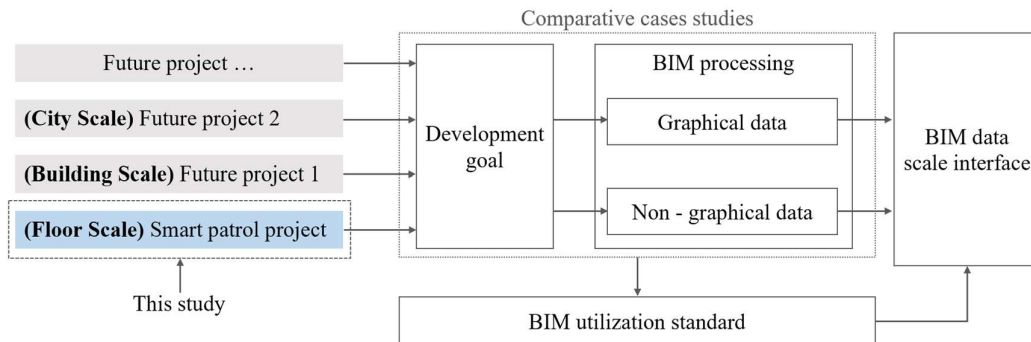 Comparative cases studies
Future project …
(City Scale) Future project 2
(Building Scale) Future project 1
(Floor Scale) Smart patrol project
This study
Development
goal
BIM processing
Graphical data
Non - graphical data
BIM data
scale interface
BIM utilization standard